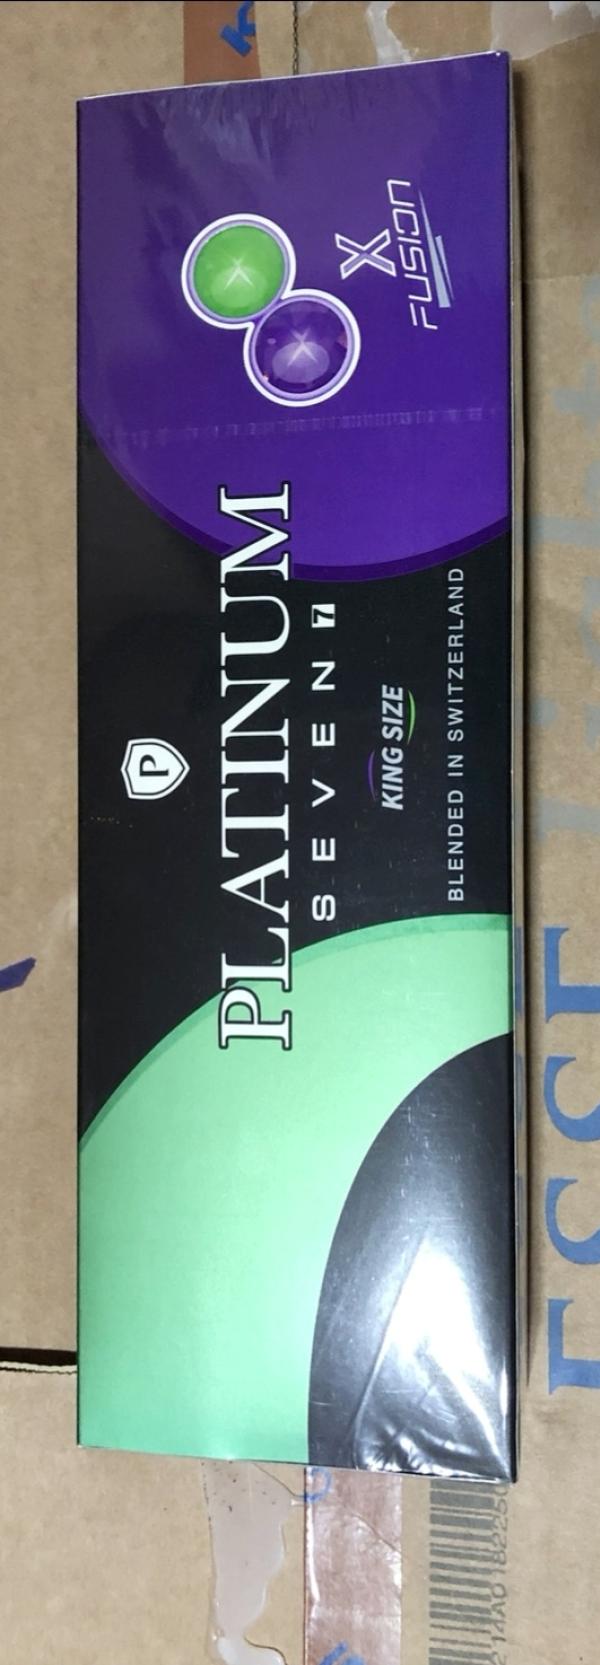 X
FUSION
P
PLATINUM
SEVEN 7
KING SIZE
BLENDED IN SWITZERLAND